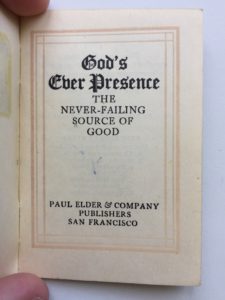 God's
Ever Presence
THE
NEVER-FAILING
SOURCE OF
GOOD
PAUL ELDER & COMPANY
PUBLISHERS
SAN FRANCISCO